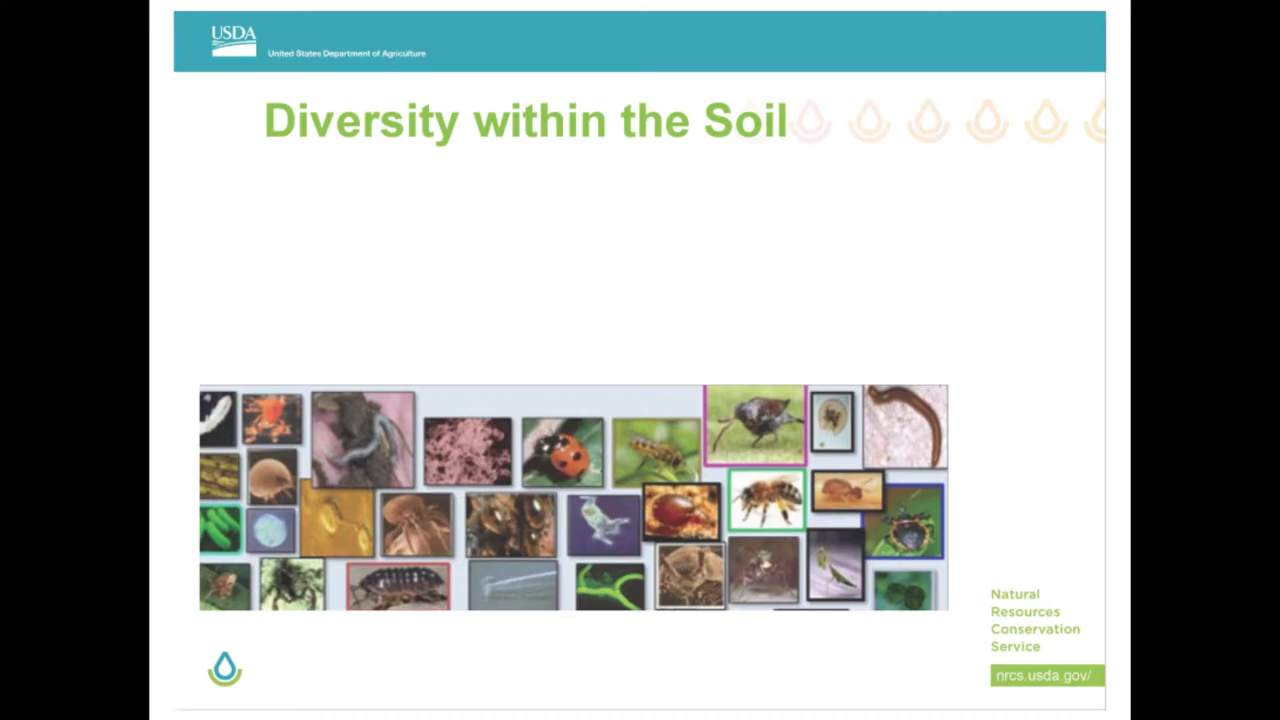 USDA
United States Department of Agriculture
Diversity within the Soil
Natural
Resources
Conservation
Service
nrcs.usda.gov/